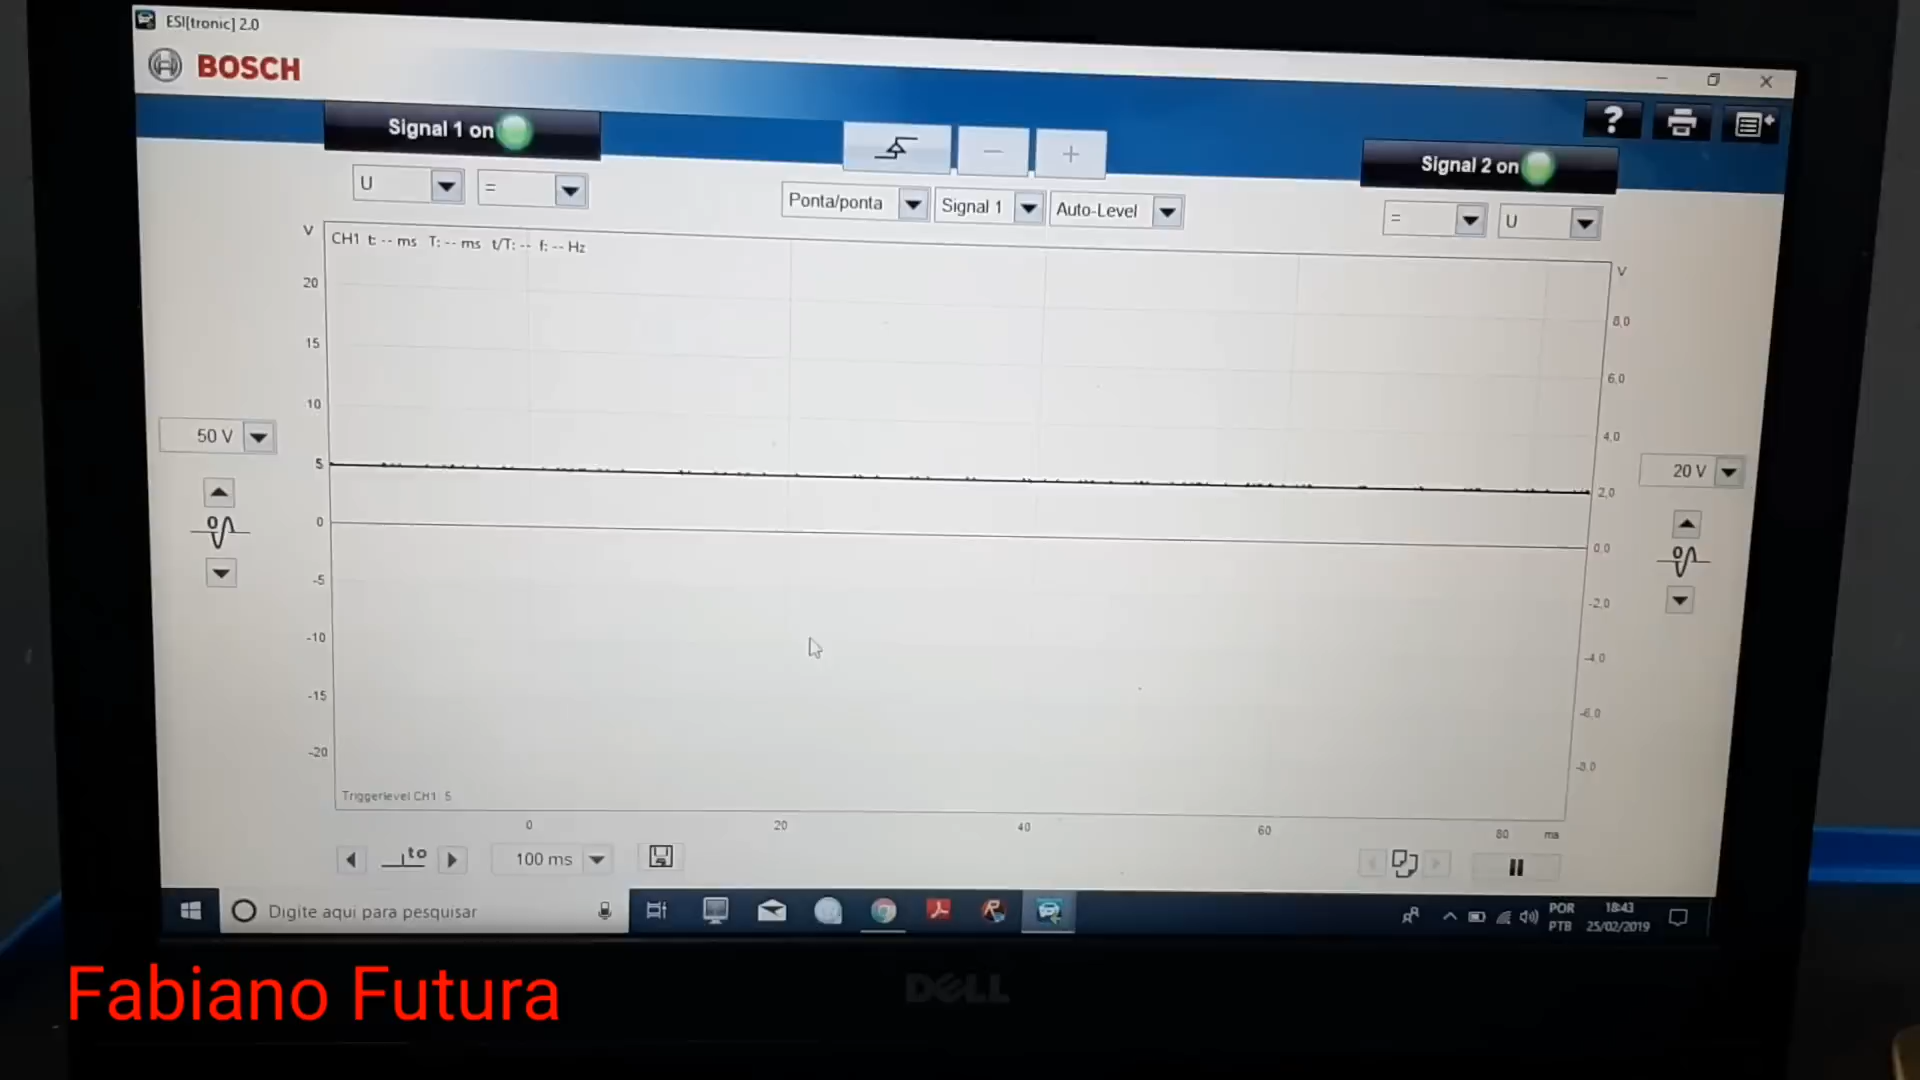 ESI[tronic] 2.0
BOSCH
Signal 1 on
Signal 2 on
?
U
=
Ponta/ponta
Signal 1
Auto-Level
=
U
V
CH1 t: -- ms T: -- ms t/T: -- f: -- Hz
V
20
15
10
5
0
-5
-10
-15
-20
8,0
6,0
4,0
2,0
0,0
-2,0
-4,0
-6,0
-8,0
50 V
20 V
Triggerlevel CH1: 5
0
20
40
60
80
ms
t0
100 ms
Digite aqui para pesquisar
POR
PTB
18:43
25/02/2019
DELL
Fabiano Futura